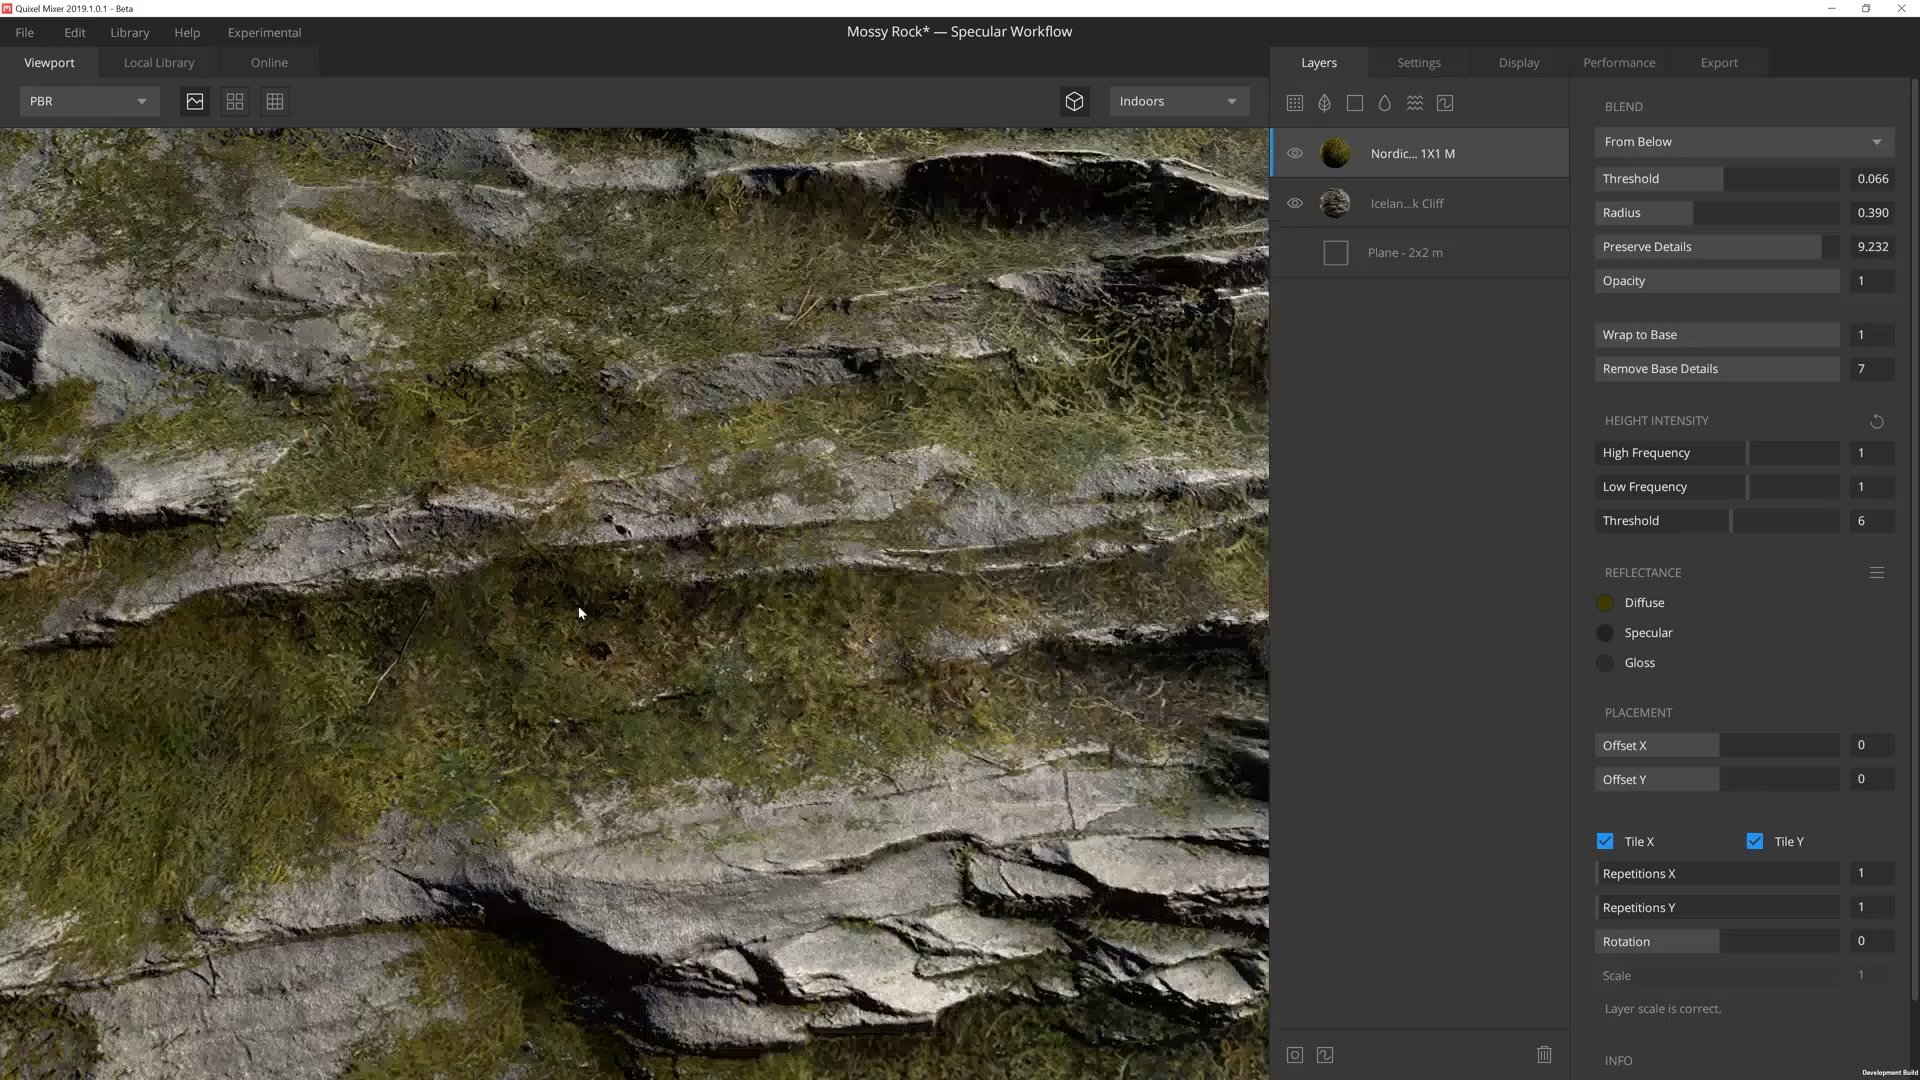 Quixel Mixer 2019.1.0.1 - Beta
File Edit Library Help Experimental
Mossy Rock* — Specular Workflow
Viewport Local Library Online
Layers Settings Display Performance Export
PBR
Indoors
Nordic... 1X1 M
Icelan...k Cliff
Plane - 2x2 m
BLEND
From Below
Threshold 0.066
Radius 0.390
Preserve Details 9.232
Opacity 1
Wrap to Base 1
Remove Base Details 7
HEIGHT INTENSITY
High Frequency 1
Low Frequency 1
Threshold 6
REFLECTANCE
Diffuse
Specular
Gloss
PLACEMENT
Offset X 0
Offset Y 0
Tile X Tile Y
Repetitions X 1
Repetitions Y 1
Rotation 0
Scale 1
Layer scale is correct.
INFO
Development Build